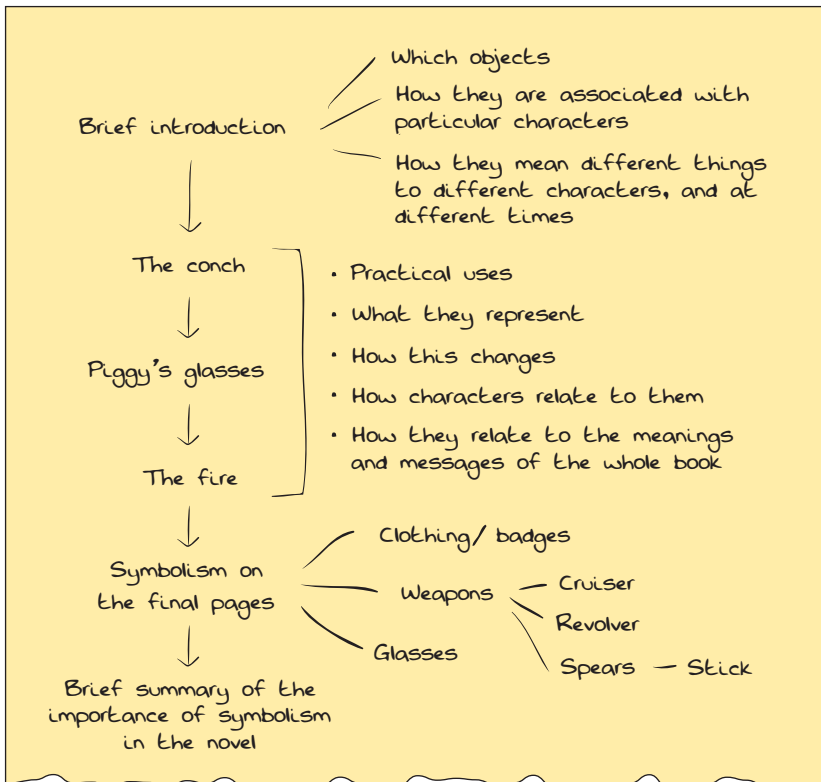 Brief introduction
Which objects
How they are associated with
particular characters
How they mean different things
to different characters, and at
different times
The conch
Piggy's glasses
The fire
• Practical uses
• What they represent
• How this changes
• How characters relate to them
• How they relate to the meanings
and messages of the whole book
Symbolism on
the final pages
Clothing/ badges
Weapons
Cruiser
Revolver
Spears – Stick
Glasses
Brief summary of the
importance of symbolism
in the novel